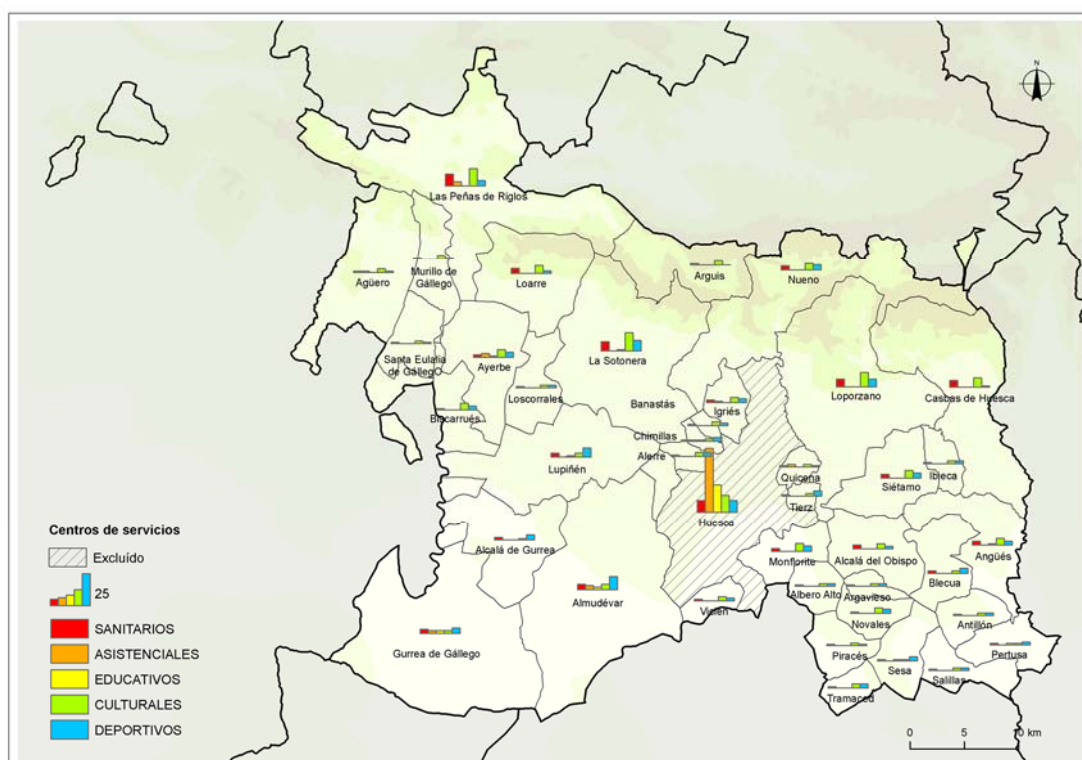 N
Las Peñas de Riglos
Murillo de
Gállego
Agüero
Loarre
Arguis
Nueno
Santa Eulalia
de GállegO
Ayerbe
La Sotonera
Loscorrales
Banastás
Igriés
Loporzano
Casbas de Huesca
Biscarrués
Chimillas
Alerre
Lupiñén
Quicena
Siétamo
Ibieca
Tierz
Huesca
Centros de servicios
Excluído
25
SANITARIOS
ASISTENCIALES
EDUCATIVOS
CULTURALES
DEPORTIVOS
Alcalá de Gurrea
Monflorite
Alcalá del Obispo
Angüés
Blecua
Almudévar
Vicién
Albero Alto
Argavieso
Novales
Antillón
Gurrea de Gállego
Piracés
Sesa
Salillas
Pertusa
Tramaced
0 5 10 km